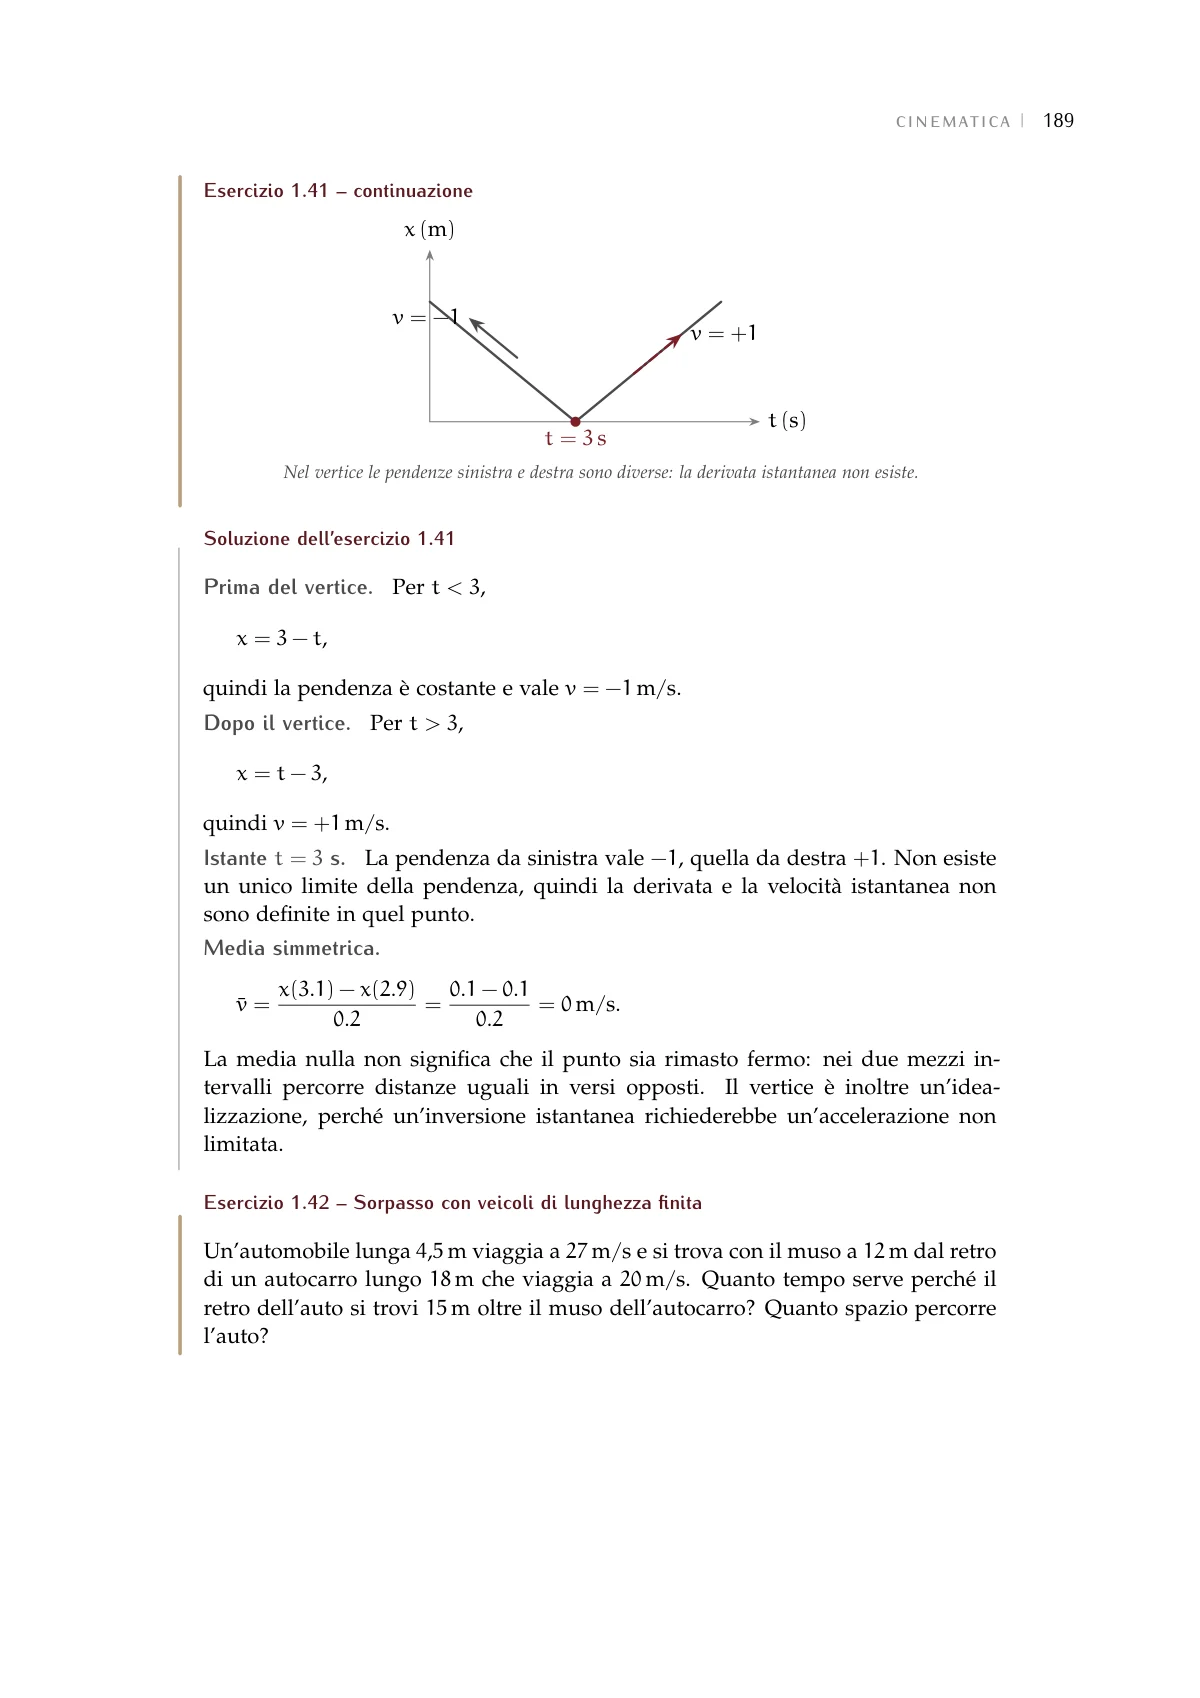 CINEMATICA | 189
Esercizio 1.41 – continuazione
x (m)
v = −1
v = +1
t (s)
t = 3 s
Nel vertice le pendenze sinistra e destra sono diverse: la derivata istantanea non esiste.
Soluzione dell'esercizio 1.41
Prima del vertice. Per t < 3,
x = 3 − t,
quindi la pendenza è costante e vale v = −1 m/s.
Dopo il vertice. Per t > 3,
x = t − 3,
quindi v = +1 m/s.
Istante t = 3 s. La pendenza da sinistra vale −1, quella da destra +1. Non esiste
un unico limite della pendenza, quindi la derivata e la velocità istantanea non
sono definite in quel punto.
Media simmetrica.
v̄ = x(3.1) − x(2.9) / 0.2 = 0.1 − 0.1 / 0.2 = 0 m/s.
La media nulla non significa che il punto sia rimasto fermo: nei due mezzi in-
tervalli percorre distanze uguali in versi opposti. Il vertice è inoltre un'idea-
lizzazione, perché un'inversione istantanea richiederebbe un'accelerazione non
limitata.
Esercizio 1.42 – Sorpasso con veicoli di lunghezza finita
Un'automobile lunga 4,5 m viaggia a 27 m/s e si trova con il muso a 12 m dal retro
di un autocarro lungo 18 m che viaggia a 20 m/s. Quanto tempo serve perché il
retro dell'auto si trovi 15 m oltre il muso dell'autocarro? Quanto spazio percorre
l'auto?